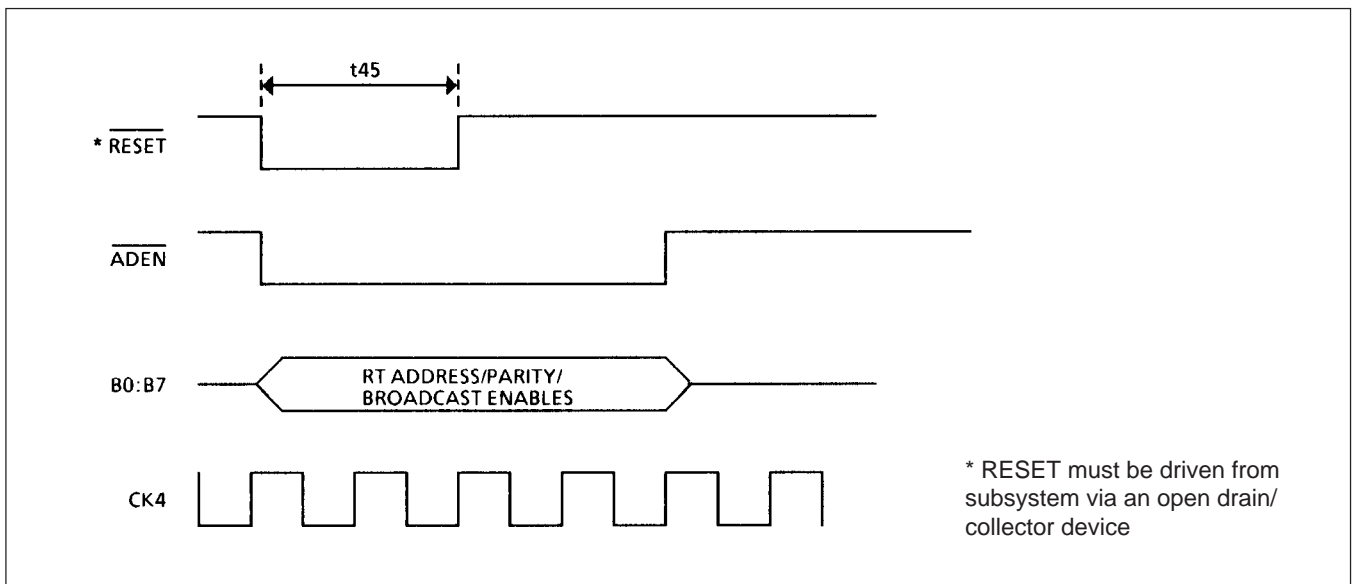 t45
* RESET
ADEN
B0:B7
RT ADDRESS/PARITY/
BROADCAST ENABLES
CK4
* RESET must be driven from
subsystem via an open drain/
collector device